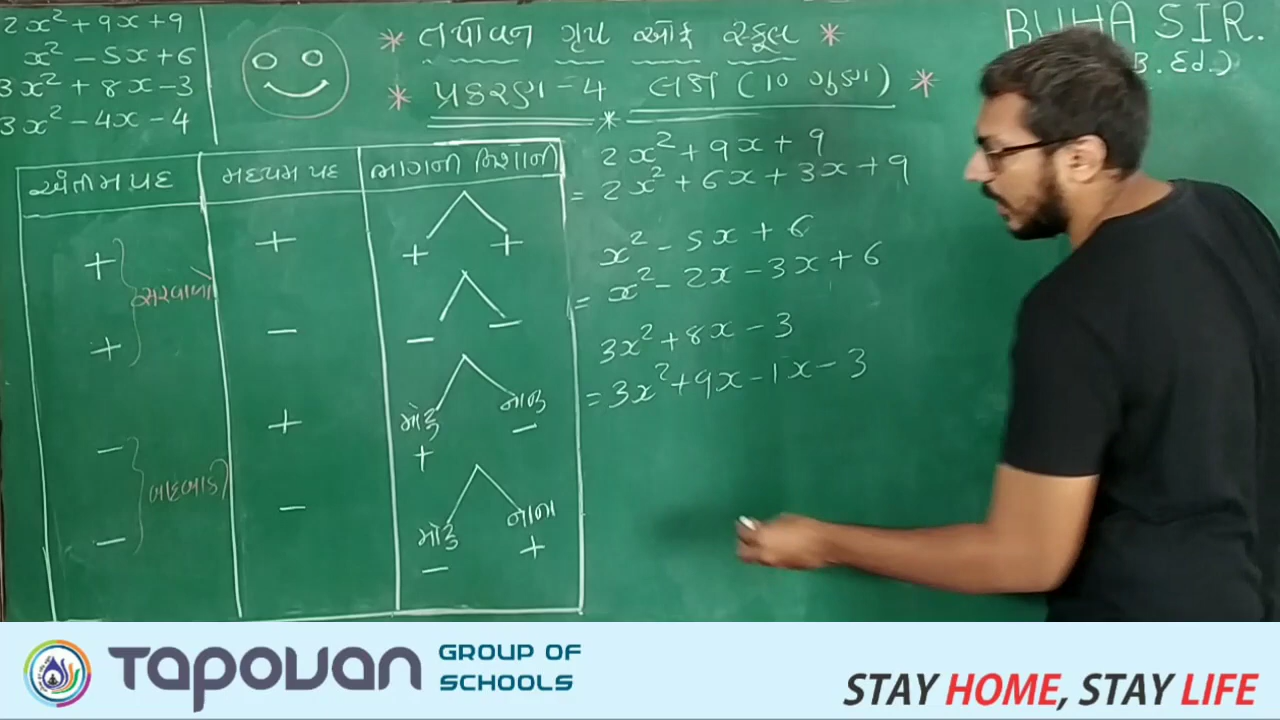 2x² + 9x + 9
x² - 5x + 6
3x² + 8x - 3
3x² - 4x - 4
* તપોવન ગ્રુપ ઓફ સ્કૂલ *
* પ્રકરણ - 4 લક્ષ (10 ગુણ) *
BUHA SIR.
B. Ed.)
અંતિમ પદ મધ્યમ પદ ભાગની નિશાની
+ + + +
+ - - -
સરવાળો
- + મોટુ + નાનુ -
- - મોટુ - નાના +
બાદબાકી
2x² + 9x + 9
= 2x² + 6x + 3x + 9
x² - 5x + 6
= x² - 2x - 3x + 6
3x² + 8x - 3
= 3x² + 9x - 1x - 3
TAPOVAN GROUP OF
SCHOOLS
STAY HOME, STAY LIFE